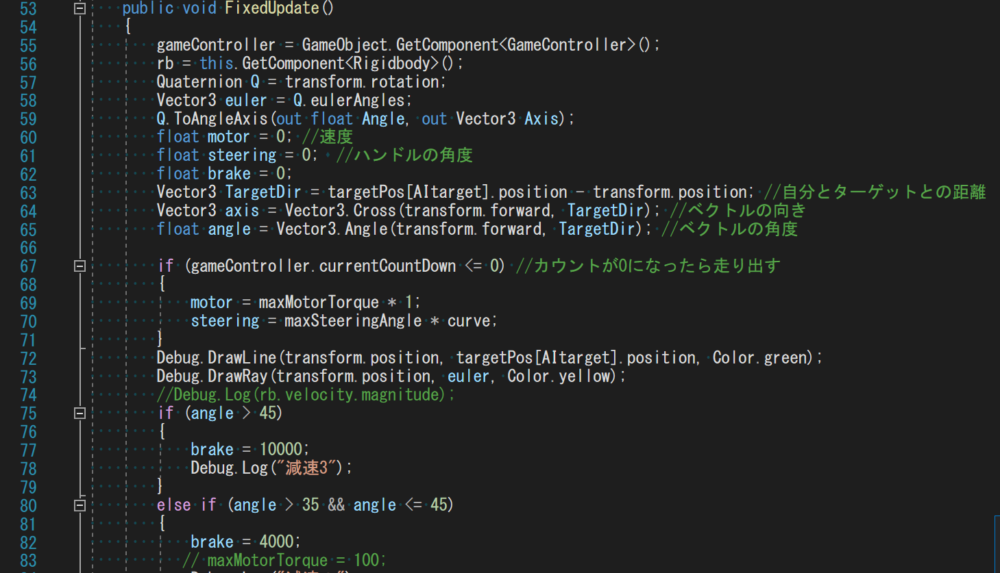 53 public void FixedUpdate()
54 {
55 gameController = GameObject.GetComponent<GameController>();
56 rb = this.GetComponent<Rigidbody>();
57 Quaternion Q = transform.rotation;
58 Vector3 euler = Q.eulerAngles;
59 Q.ToAngleAxis(out float Angle, out Vector3 Axis);
60 float motor = 0; //速度
61 float steering = 0; //ハンドルの角度
62 float brake = 0;
63 Vector3 TargetDir = targetPos[AItarget].position - transform.position; //自分とターゲットとの距離
64 Vector3 axis = Vector3.Cross(transform.forward, TargetDir); //ベクトルの向き
65 float angle = Vector3.Angle(transform.forward, TargetDir); //ベクトルの角度
66
67 if (gameController.currentCountDown <= 0) //カウントが0になったら走り出す
68 {
69 motor = maxMotorTorque * 1;
70 steering = maxSteeringAngle * curve;
71 }
72 Debug.DrawLine(transform.position, targetPos[AItarget].position, Color.green);
73 Debug.DrawRay(transform.position, euler, Color.yellow);
74 //Debug.Log(rb.velocity.magnitude);
75 if (angle > 45)
76 {
77 brake = 10000;
78 Debug.Log("減速3");
79 }
80 else if (angle > 35 && angle <= 45)
81 {
82 brake = 4000;
83 // maxMotorTorque = 100;